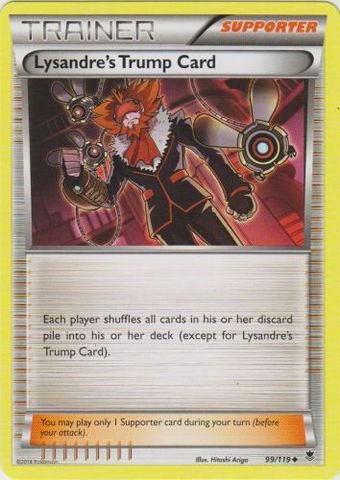 TRAINER SUPPORTER
Lysandre's Trump Card
Each player shuffles all cards in his or her discard
pile into his or her deck (except for Lysandre's
Trump Card).
You may play only 1 Supporter card during your turn (before
your attack).
©2014 Pokémon Illus. Hitoshi Ariga 99/119